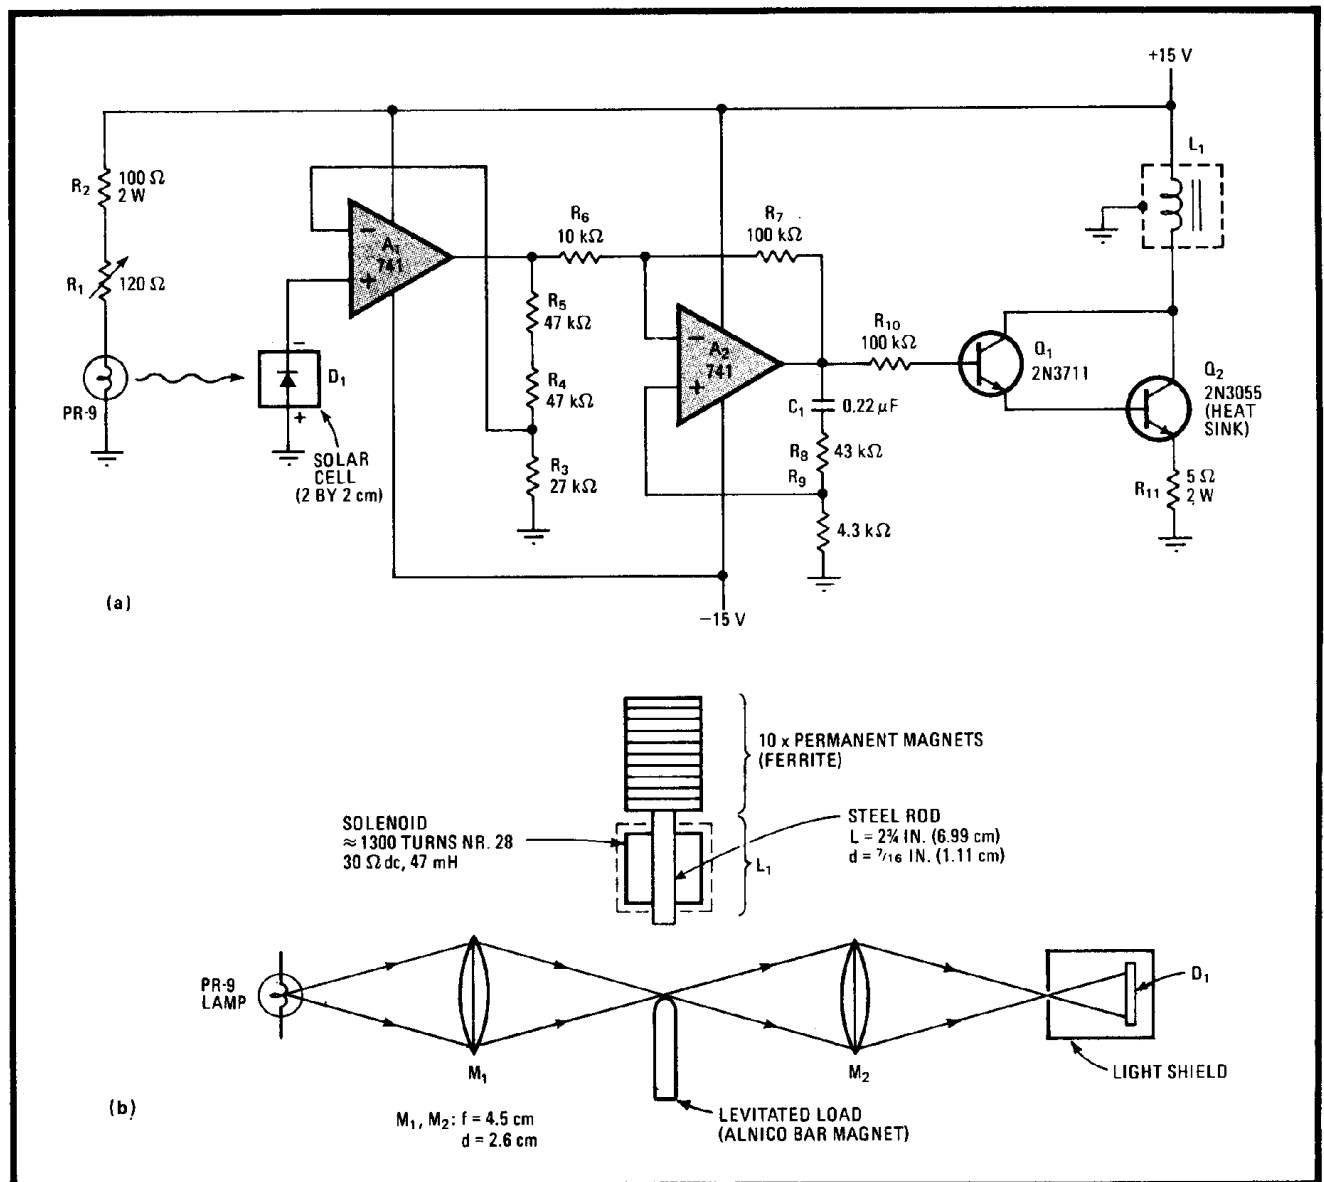 +15 V
L₁
R₂
100 Ω
2 W
R₁
120 Ω
PR-9
−
D₁
+
SOLAR
CELL
(2 BY 2 cm)
−
A₁
741
+
R₆
10 kΩ
R₇
100 kΩ
R₅
47 kΩ
R₄
47 kΩ
R₃
27 kΩ
−
A₂
741
+
R₁₀
100 kΩ
C₁
0.22 µF
R₈
43 kΩ
R₉
4.3 kΩ
Q₁
2N3711
Q₂
2N3055
(HEAT
SINK)
R₁₁
5 Ω
2 W
−15 V
(a)
10 x PERMANENT MAGNETS
(FERRITE)
SOLENOID
≈ 1300 TURNS NR. 28
30 Ω dc, 47 mH
STEEL ROD
L = 2¾ IN. (6.99 cm)
d = 7/16 IN. (1.11 cm)
L₁
PR-9
LAMP
M₁
M₂
D₁
LIGHT SHIELD
LEVITATED LOAD
(ALNICO BAR MAGNET)
(b)
M₁, M₂: f = 4.5 cm
d = 2.6 cm